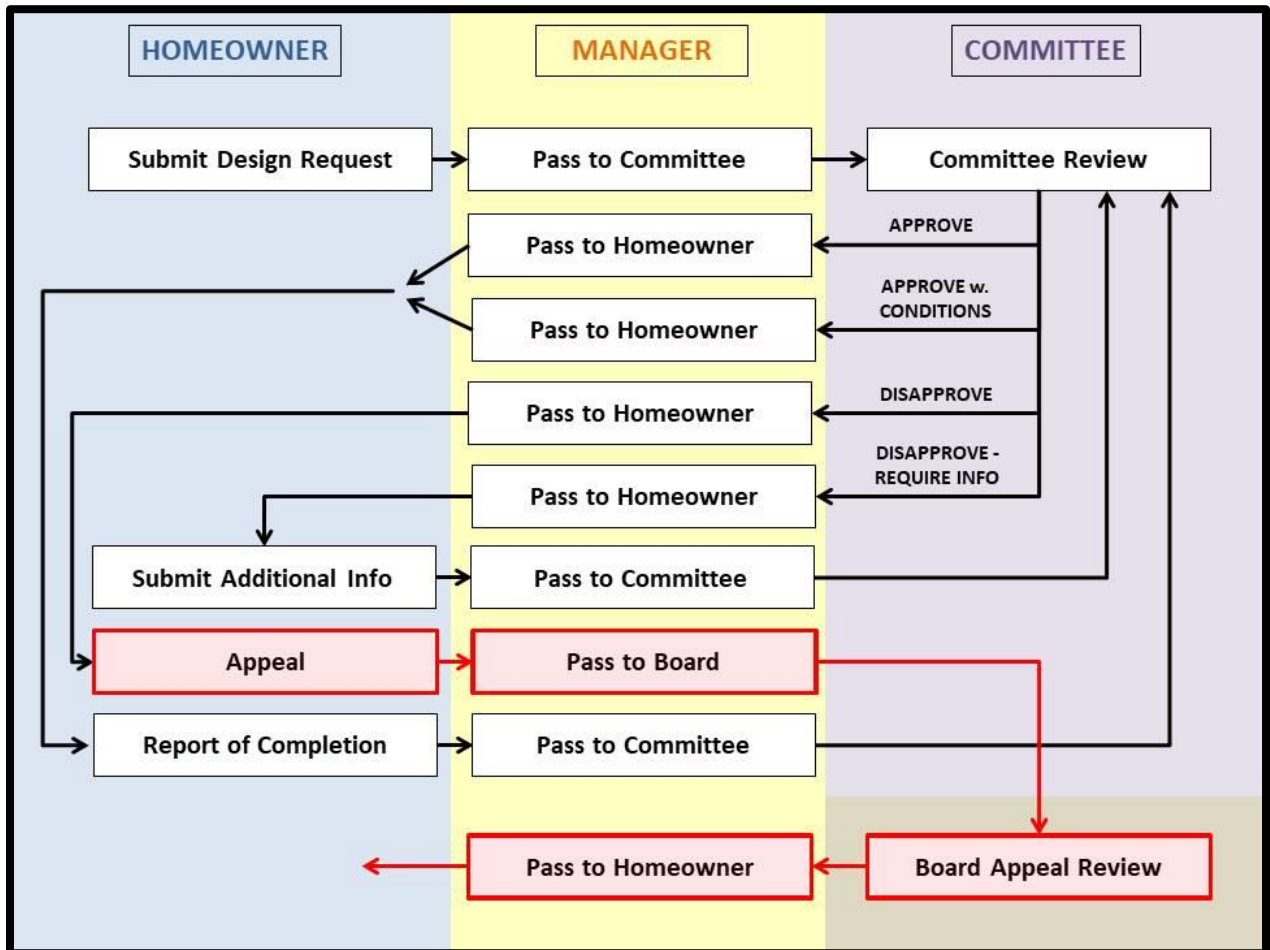 HOMEOWNER
MANAGER
COMMITTEE
Submit Design Request
Pass to Committee
Committee Review
Pass to Homeowner
APPROVE
Pass to Homeowner
APPROVE w.
CONDITIONS
Pass to Homeowner
DISAPPROVE
Pass to Homeowner
DISAPPROVE -
REQUIRE INFO
Submit Additional Info
Pass to Committee
Appeal
Pass to Board
Report of Completion
Pass to Committee
Pass to Homeowner
Board Appeal Review